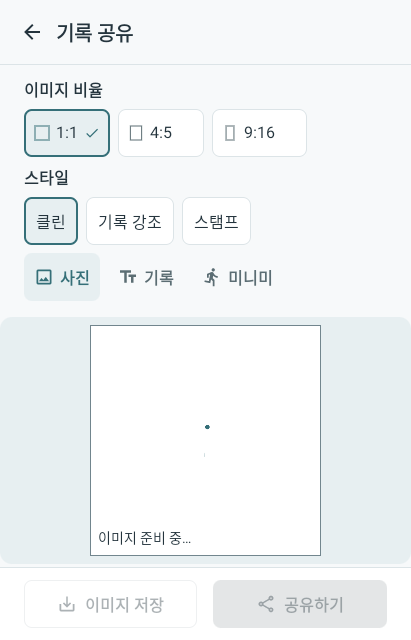 기록 공유
이미지 비율
1:1
4:5
9:16
스타일
클린
기록 강조
스탬프
사진
기록
미니미
이미지 준비 중...
이미지 저장
공유하기